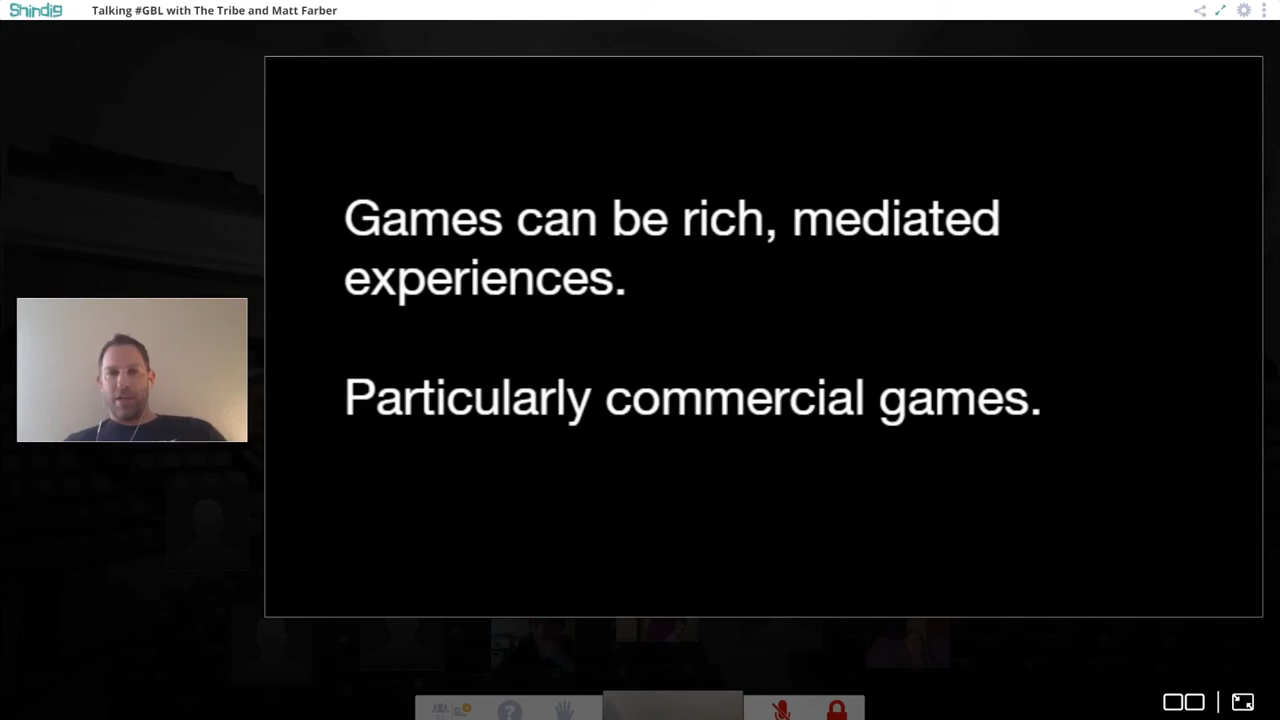 Shindig
Talking #GBL with The Tribe and Matt Farber
Games can be rich, mediated
experiences.
Particularly commercial games.